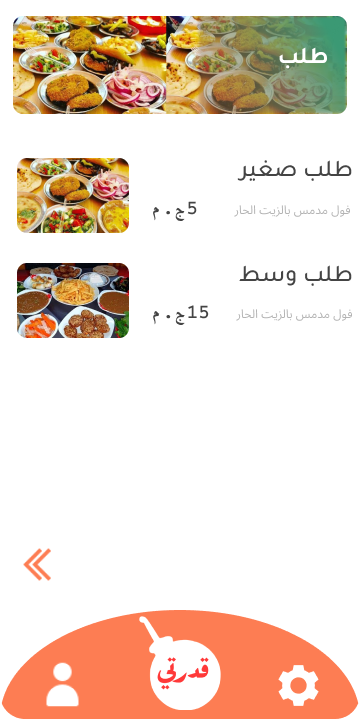 طلب
طلب صغير
فول مدمس بالزيت الحار
5ج.م
طلب وسط
فول مدمس بالزيت الحار
15ج.م
قدرتي